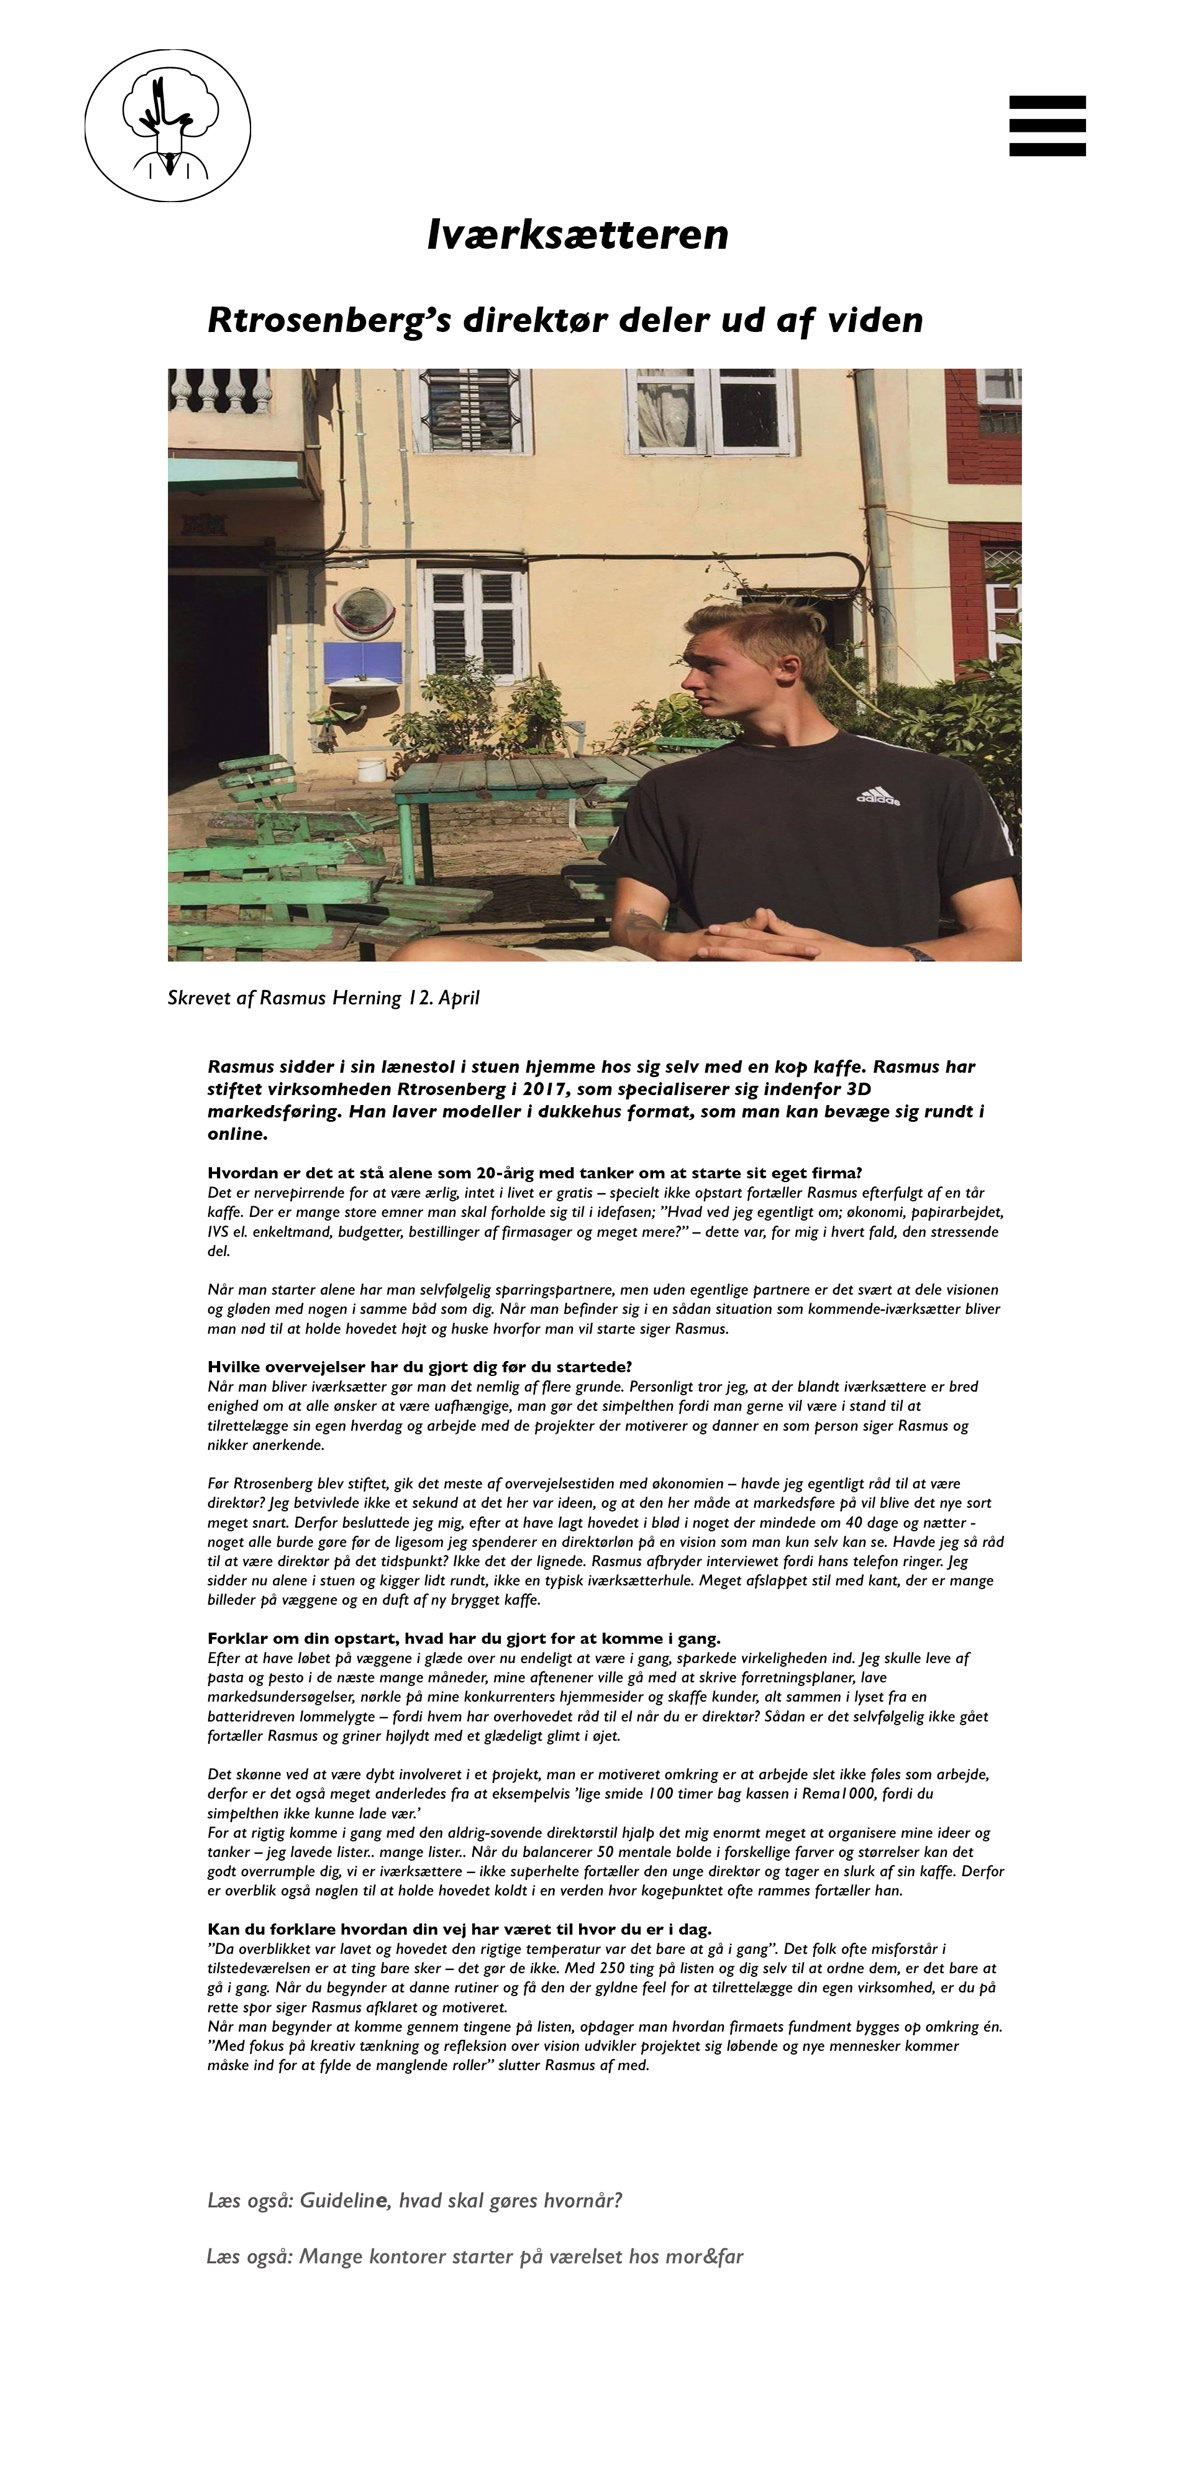 Iværksætteren
Rtrosenberg’s direktør deler ud af viden
adidas
Skrevet af Rasmus Herning 12. April
Rasmus sidder i sin lænestol i stuen hjemme hos sig selv med en kop kaffe. Rasmus har
stiftet virksomheden Rtrosenberg i 2017, som specialiserer sig indenfor 3D
markedsføring. Han laver modeller i dukkehus format, som man kan bevæge sig rundt i
online.
Hvordan er det at stå alene som 20-årig med tanker om at starte sit eget firma?
Det er nervepirrende for at være ærlig, intet i livet er gratis – specielt ikke opstart fortæller Rasmus efterfulgt af en tår
kaffe. Der er mange store emner man skal forholde sig til i idefasen; ”Hvad ved jeg egentligt om; økonomi, papirarbejdet,
IVS el. enkeltmand, budgetter, bestillinger af firmasager og meget mere?” – dette var, for mig i hvert fald, den stressende
del.
Når man starter alene har man selvfølgelig sparringspartnere, men uden egentlige partnere er det svært at dele visionen
og gløden med nogen i samme båd som dig. Når man befinder sig i en sådan situation som kommende-iværksætter bliver
man nød til at holde hovedet højt og huske hvorfor man vil starte siger Rasmus.
Hvilke overvejelser har du gjort dig før du startede?
Når man bliver iværksætter gør man det nemlig af flere grunde. Personligt tror jeg, at der blandt iværksættere er bred
enighed om at alle ønsker at være uafhængige, man gør det simpelthen fordi man gerne vil være i stand til at
tilrettelægge sin egen hverdag og arbejde med de projekter der motiverer og danner en som person siger Rasmus og
nikker anerkende.
Før Rtrosenberg blev stiftet, gik det meste af overvejelsestiden med økonomien – havde jeg egentligt råd til at være
direktør? Jeg betvivlede ikke et sekund at det her var ideen, og at den her måde at markedsføre på vil blive det nye sort
meget snart. Derfor besluttede jeg mig, efter at have lagt hovedet i blød i noget der mindede om 40 dage og nætter -
noget alle burde gøre før de ligesom jeg spenderer en direktørløn på en vision som man kun selv kan se. Havde jeg så råd
til at være direktør på det tidspunkt? Ikke det der lignede. Rasmus afbryder interviewet fordi hans telefon ringer. Jeg
sidder nu alene i stuen og kigger lidt rundt, ikke en typisk iværksætterhule. Meget afslappet stil med kant, der er mange
billeder på væggene og en duft af ny brygget kaffe.
Forklar om din opstart, hvad har du gjort for at komme i gang.
Efter at have løbet på væggene i glæde over nu endeligt at være i gang, sparkede virkeligheden ind. Jeg skulle leve af
pasta og pesto i de næste mange måneder, mine aftenener ville gå med at skrive forretningsplaner, lave
markedsundersøgelser, nørkle på mine konkurrenters hjemmesider og skaffe kunder, alt sammen i lyset fra en
batteridreven lommelygte – fordi hvem har overhovedet råd til el når du er direktør? Sådan er det selvfølgelig ikke gået
fortæller Rasmus og griner højlydt med et glædeligt glimt i øjet.
Det skønne ved at være dybt involveret i et projekt, man er motiveret omkring er at arbejde slet ikke føles som arbejde,
derfor er det også meget anderledes fra at eksempelvis ’lige smide 100 timer bag kassen i Rema1000, fordi du
simpelthen ikke kunne lade vær.’
For at rigtig komme i gang med den aldrig-sovende direktørstil hjalp det mig enormt meget at organisere mine ideer og
tanker – jeg lavede lister.. mange lister.. Når du balancerer 50 mentale bolde i forskellige farver og størrelser kan det
godt overrumple dig, vi er iværksættere – ikke superhelte fortæller den unge direktør og tager en slurk af sin kaffe. Derfor
er overblik også nøglen til at holde hovedet koldt i en verden hvor kogepunktet ofte rammes fortæller han.
Kan du forklare hvordan din vej har været til hvor du er i dag.
”Da overblikket var lavet og hovedet den rigtige temperatur var det bare at gå i gang”. Det folk ofte misforstår i
tilstedeværelsen er at ting bare sker – det gør de ikke. Med 250 ting på listen og dig selv til at ordne dem, er det bare at
gå i gang. Når du begynder at danne rutiner og få den der gyldne feel for at tilrettelægge din egen virksomhed, er du på
rette spor siger Rasmus afklaret og motiveret.
Når man begynder at komme gennem tingene på listen, opdager man hvordan firmaets fundment bygges op omkring én.
”Med fokus på kreativ tænkning og refleksion over vision udvikler projektet sig løbende og nye mennesker kommer
måske ind for at fylde de manglende roller” slutter Rasmus af med.
Læs også: Guideline, hvad skal gøres hvornår?
Læs også: Mange kontorer starter på værelset hos mor&far